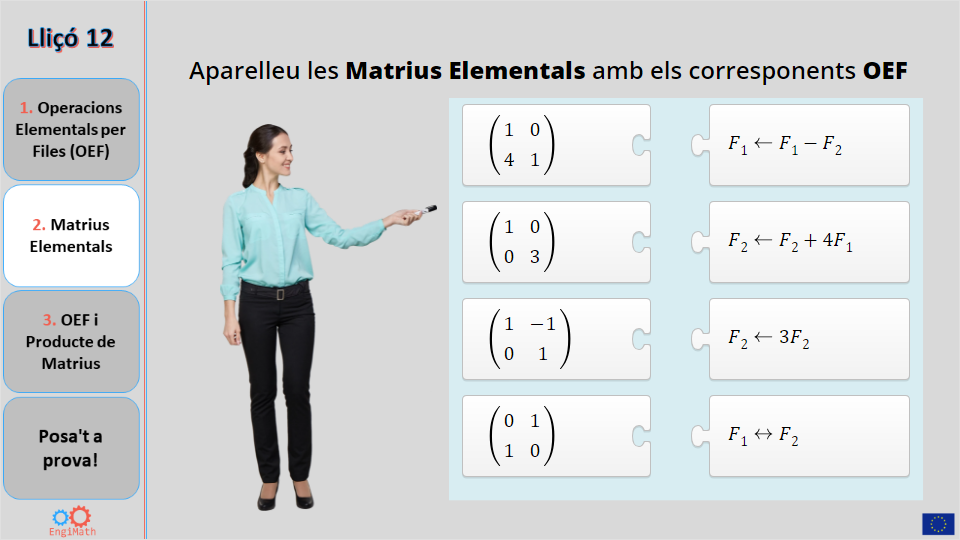 Lliçó 12
1. Operacions
Elementals per
Files (OEF)
2. Matrius
Elementals
3. OEF i
Producte de
Matrius
Posa't a
prova!
EngiMath
Aparelleu les Matrius Elementals amb els corresponents OEF
1 0
4 1
F₁ ← F₁ − F₂
1 0
0 3
F₂ ← F₂ + 4F₁
1 −1
0 1
F₂ ← 3F₂
0 1
1 0
F₁ ↔ F₂